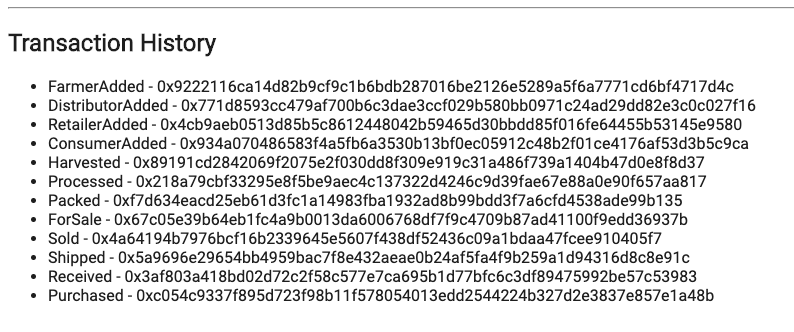 Transaction History
• FarmerAdded - 0x9222116ca14d82b9cf9c1b6bdb287016be2126e5289a5f6a7771cd6bf4717d4c
• DistributorAdded - 0x771d8593cc479af700b6c3dae3ccf029b580bb0971c24ad29dd82e3c0c027f16
• RetailerAdded - 0x4cb9aeb0513d85b5c8612448042b59465d30bbdd85f016fe64455b53145e9580
• ConsumerAdded - 0x934a070486583f4a5fb6a3530b13bf0ec05912c48b2f01ce4176af53d3b5c9ca
• Harvested - 0x89191cd2842069f2075e2f030dd8f309e919c31a486f739a1404b47d0e8f8d37
• Processed - 0x218a79cbf33295e8f5be9aec4c137322d4246c9d39fae67e88a0e90f657aa817
• Packed - 0xf7d634eacd25eb61d3fc1a14983fba1932ad8b99bdd3f7a6cfd4538ade99b135
• ForSale - 0x67c05e39b64eb1fc4a9b0013da6006768df7f9c4709b87ad41100f9edd36937b
• Sold - 0x4a64194b7976bcf16b2339645e5607f438df52436c09a1bdaa47fcee910405f7
• Shipped - 0x5a9696e29654bb4959bac7f8e432aeae0b24af5fa4f9b259a1d94316d8c8e91c
• Received - 0x3af803a418bd02d72c2f58c577e7ca695b1d77bfc6c3df89475992be57c53983
• Purchased - 0xc054c9337f895d723f98b11f578054013edd2544224b327d2e3837e857e1a48b